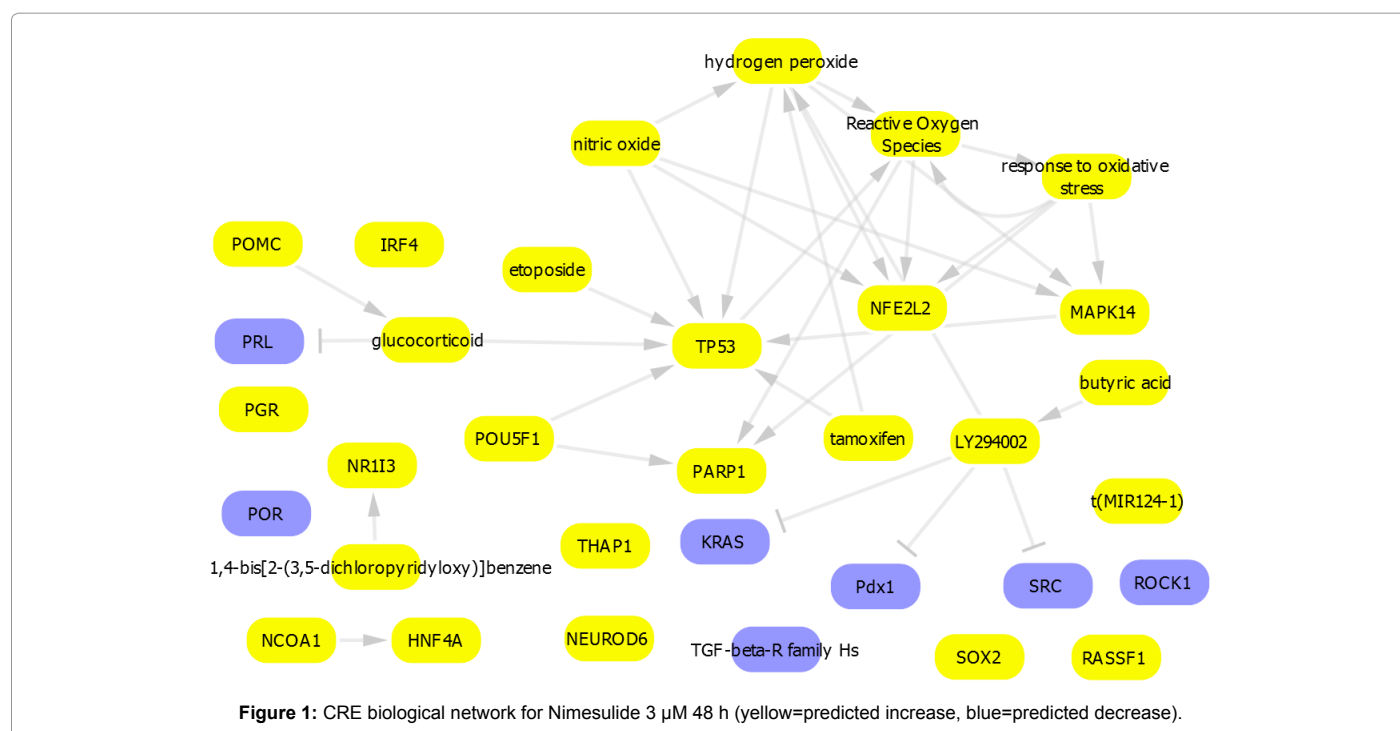 hydrogen peroxide
Reactive Oxygen
Species
nitric oxide
response to oxidative
stress
POMC
IRF4
etoposide
NFE2L2
MAPK14
PRL
glucocorticoid
TP53
butyric acid
PGR
POU5F1
tamoxifen
LY294002
NR1I3
PARP1
t(MIR124-1)
POR
THAP1
KRAS
1,4-bis[2-(3,5-dichloropyridyloxy)]benzene
Pdx1
SRC
ROCK1
NCOA1
HNF4A
NEUROD6
TGF-beta-R family Hs
SOX2
RASSF1
Figure 1: CRE biological network for Nimesulide 3 µM 48 h (yellow=predicted increase, blue=predicted decrease).